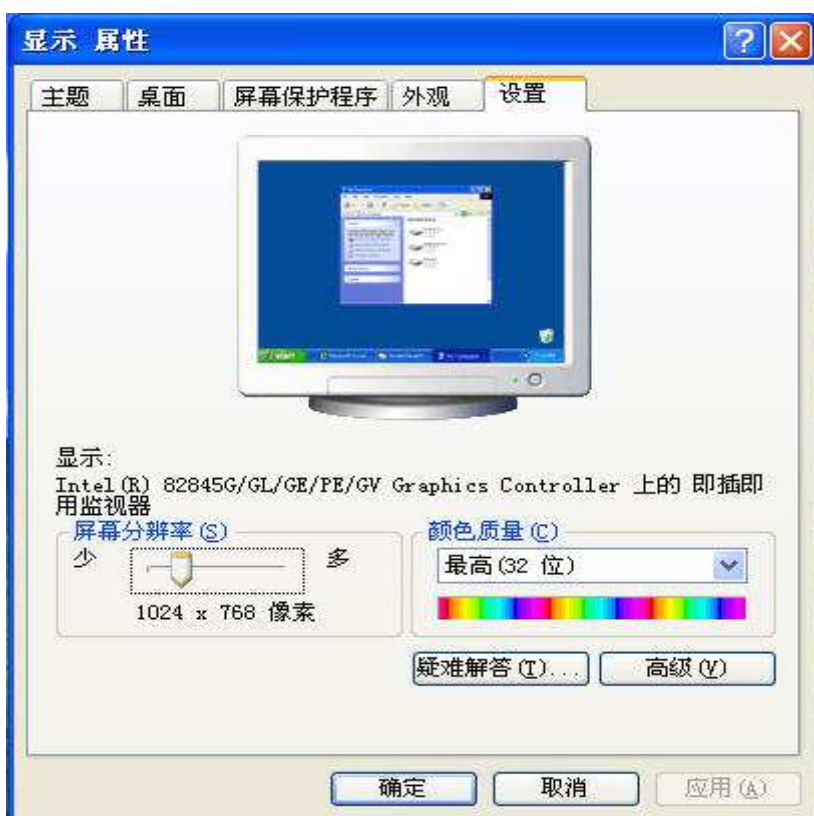 显示 属性
主题 桌面 屏幕保护程序 外观 设置
显示:
Intel(R) 82845G/GL/GE/PE/GV Graphics Controller 上的 即插即
用监视器
屏幕分辨率(S) 颜色质量(C)
少 多 最高(32 位)
1024 x 768 像素
疑难解答(T)... 高级(V)
确定 取消 应用(A)